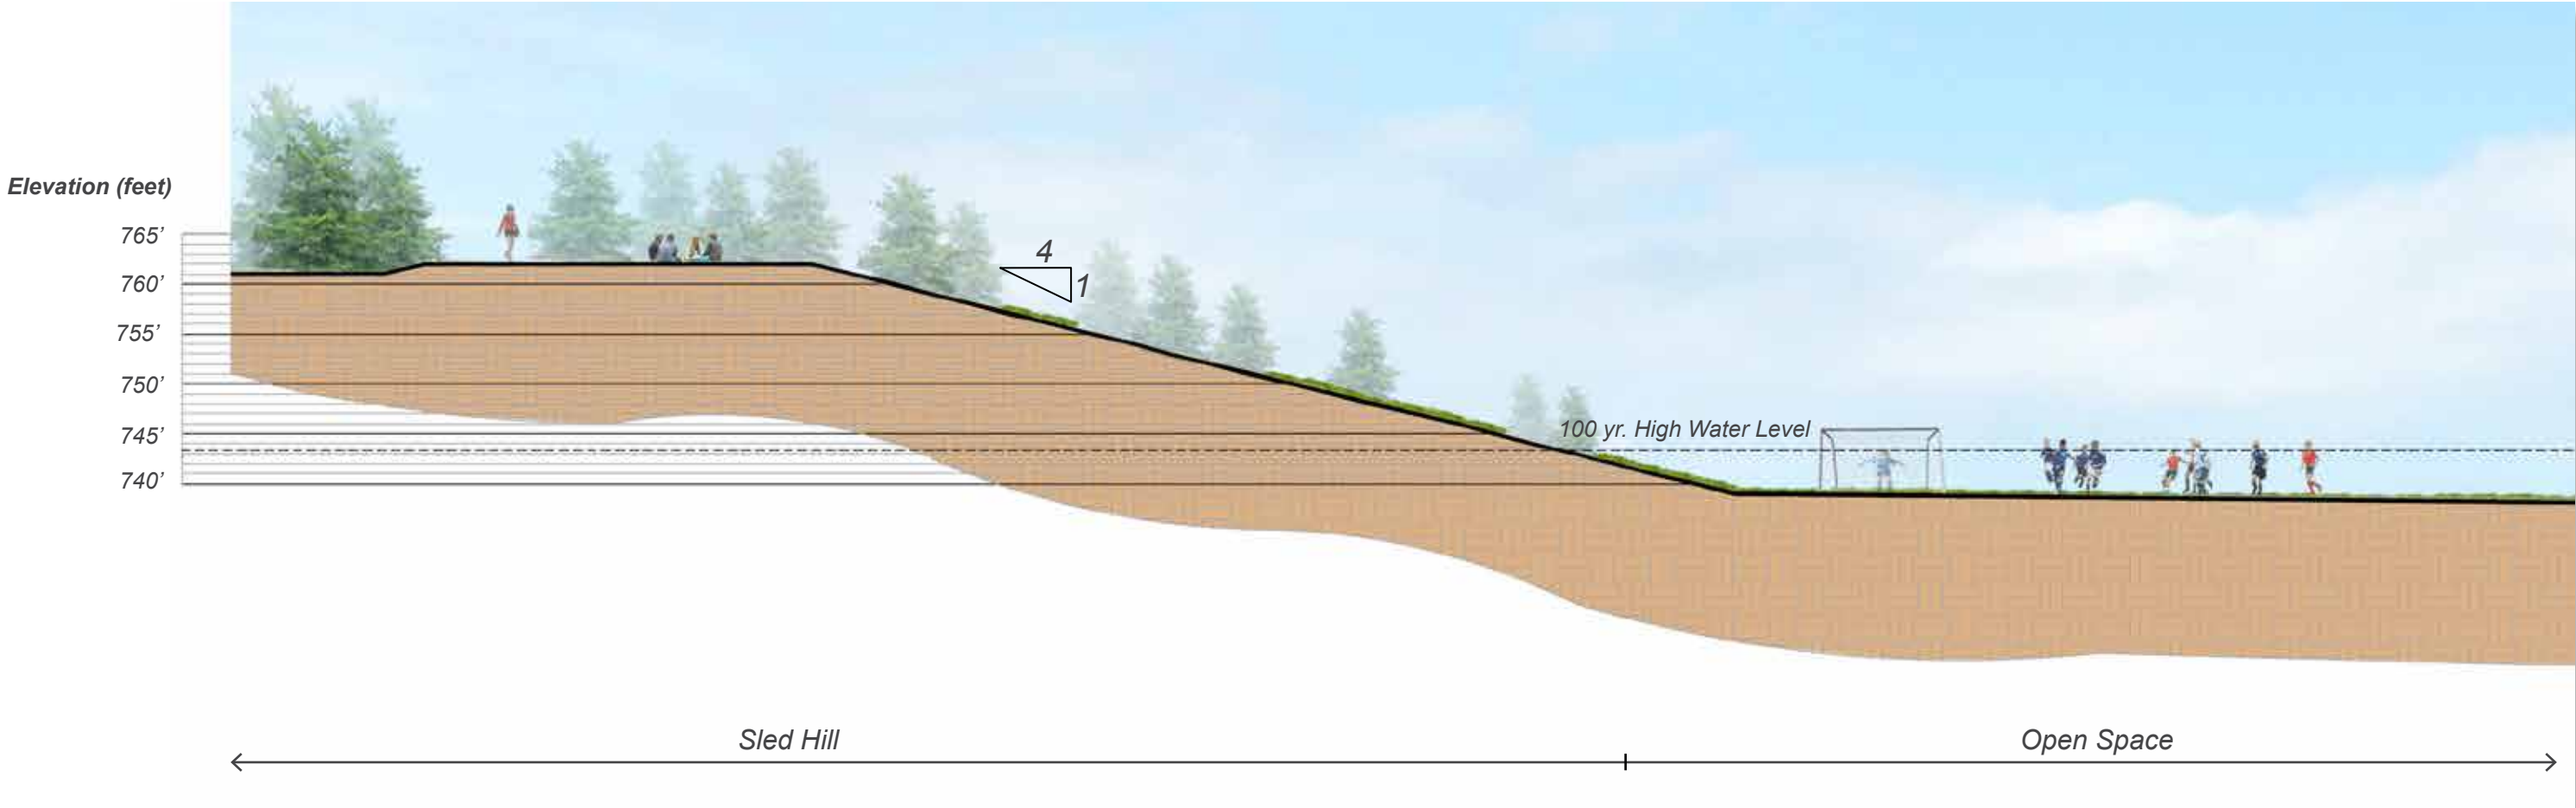 Elevation (feet)
765’
4
1
760’
755’
750’
745’
100 yr. High Water Level
740’
Sled Hill
Open Space